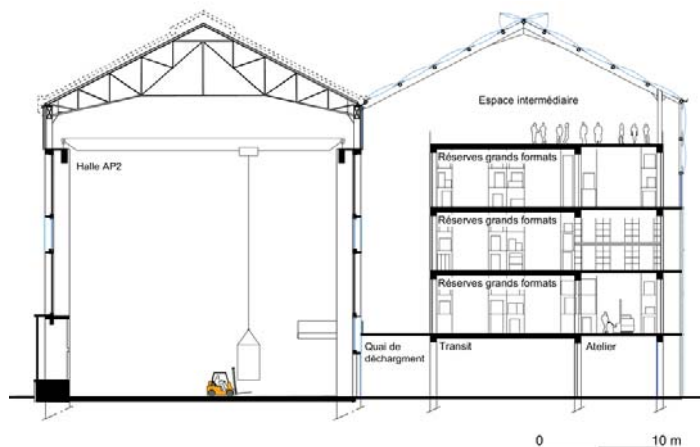 Espace intermédiaire
Halle AP2
Réserves grands formats
Réserves grands formats
Réserves grands formats
Quai de
déchargment
Transit
Atelier
0 10 m